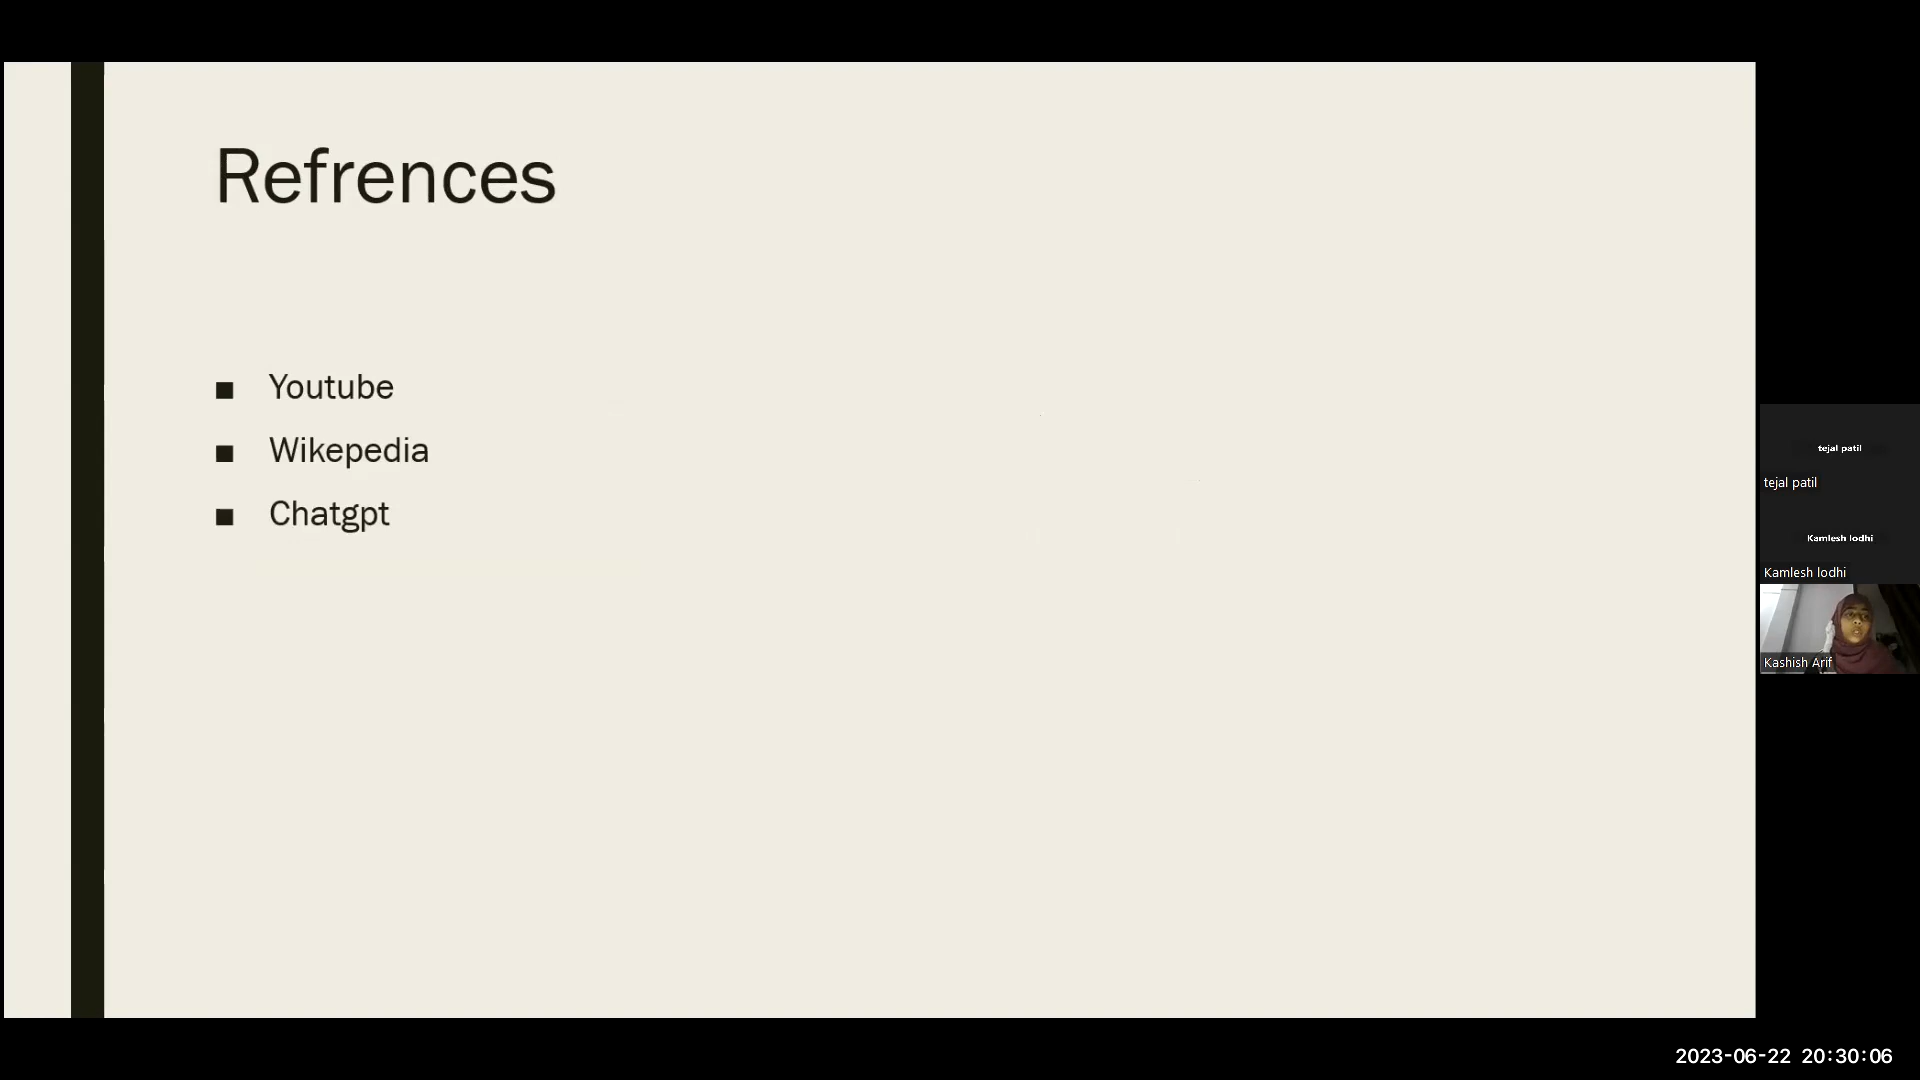 Refrences
■ Youtube
■ Wikepedia
■ Chatgpt
tejal patil
tejal patil
Kamlesh lodhi
Kamlesh lodhi
Kashish Arif
2023-06-22 20:30:06